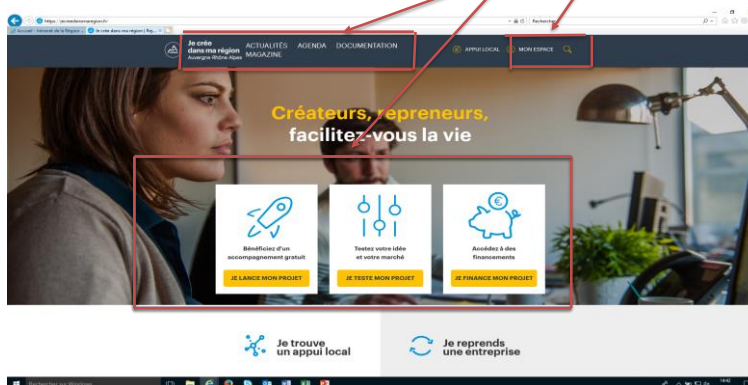 Rechercher...
Je crée
dans ma région
Auvergne Rhône-Alpes
ACTUALITÉS AGENDA DOCUMENTATION
MAGAZINE
APPUI LOCAL
MON ESPACE
Créateurs, repreneurs,
facilitez-vous la vie
Bénéficiez d'un
accompagnement gratuit
JE LANCE MON PROJET
Testez votre idée
et votre marché
JE TESTE MON PROJET
Accédez à des
financements
JE FINANCE MON PROJET
Je trouve
un appui local
Je reprends
une entreprise
Rechercher sur Windows